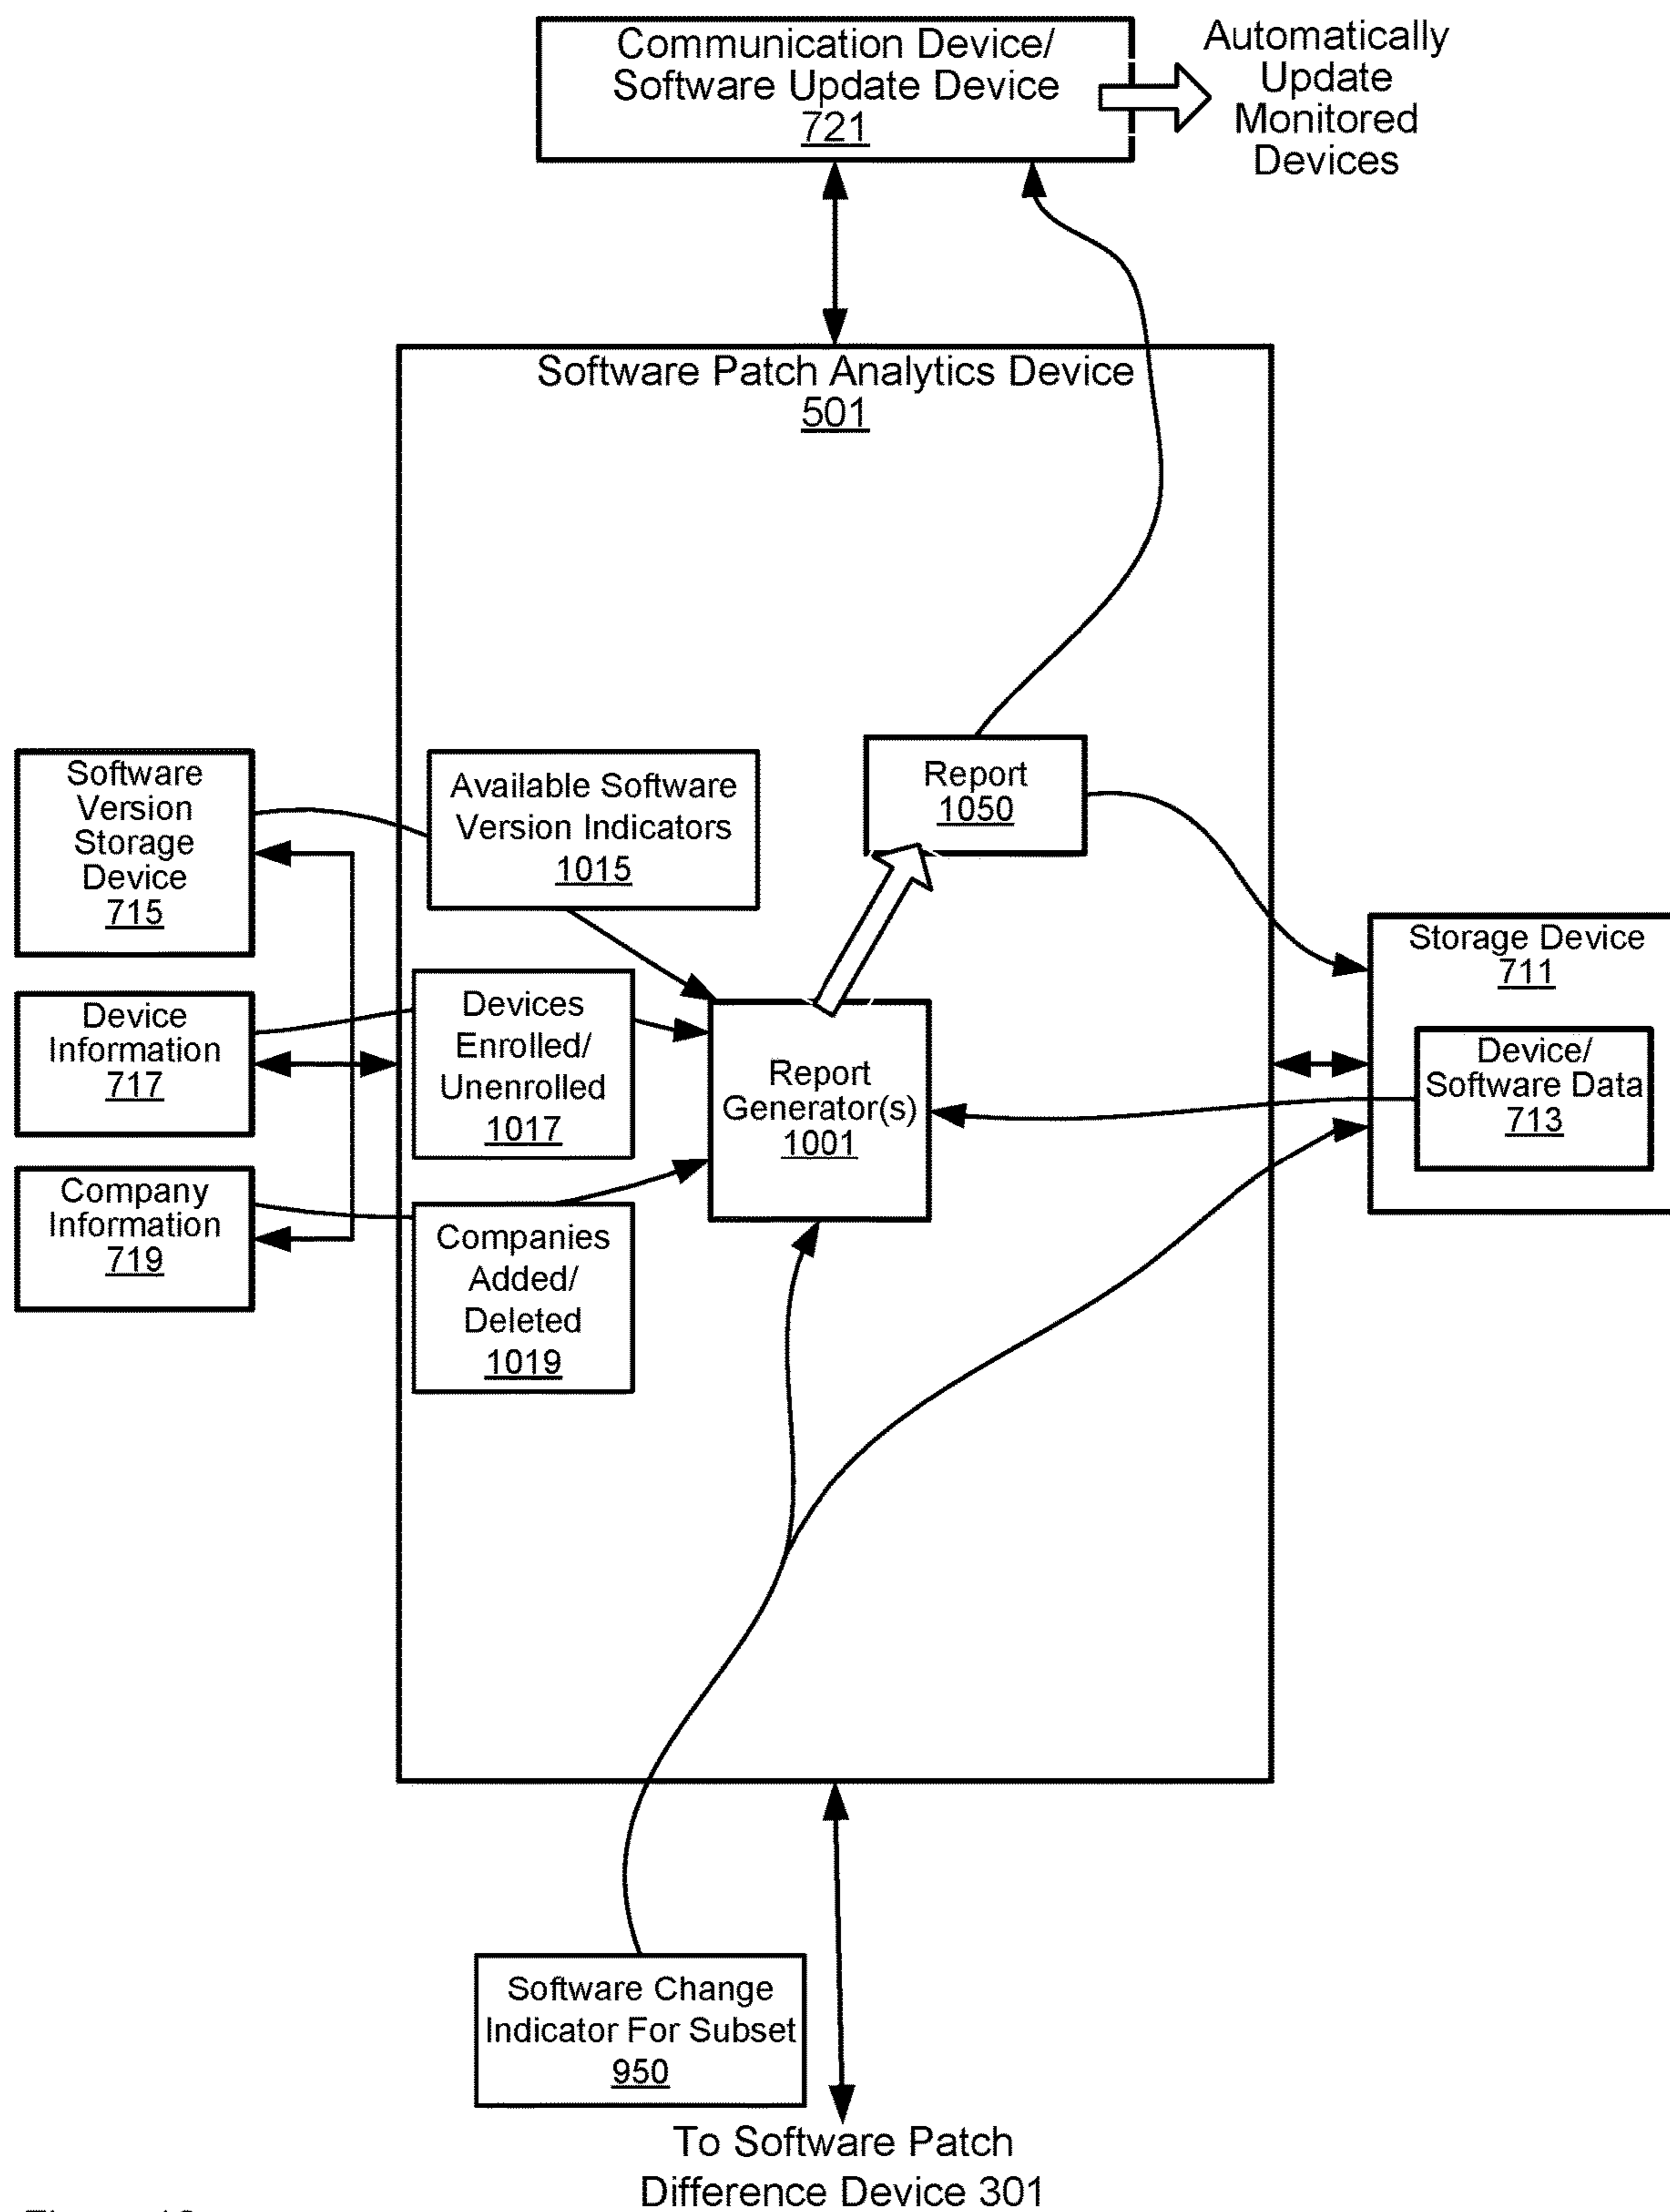 Communication Device/
Software Update Device
721
Automatically
Update
Monitored
Devices
Software Patch Analytics Device
501
Software
Version
Storage
Device
715
Available Software
Version Indicators
1015
Report
1050
Storage Device
711
Device/
Software Data
713
Device
Information
717
Devices
Enrolled/
Unenrolled
1017
Report
Generator(s)
1001
Company
Information
719
Companies
Added/
Deleted
1019
Software Change
Indicator For Subset
950
To Software Patch
Difference Device 301